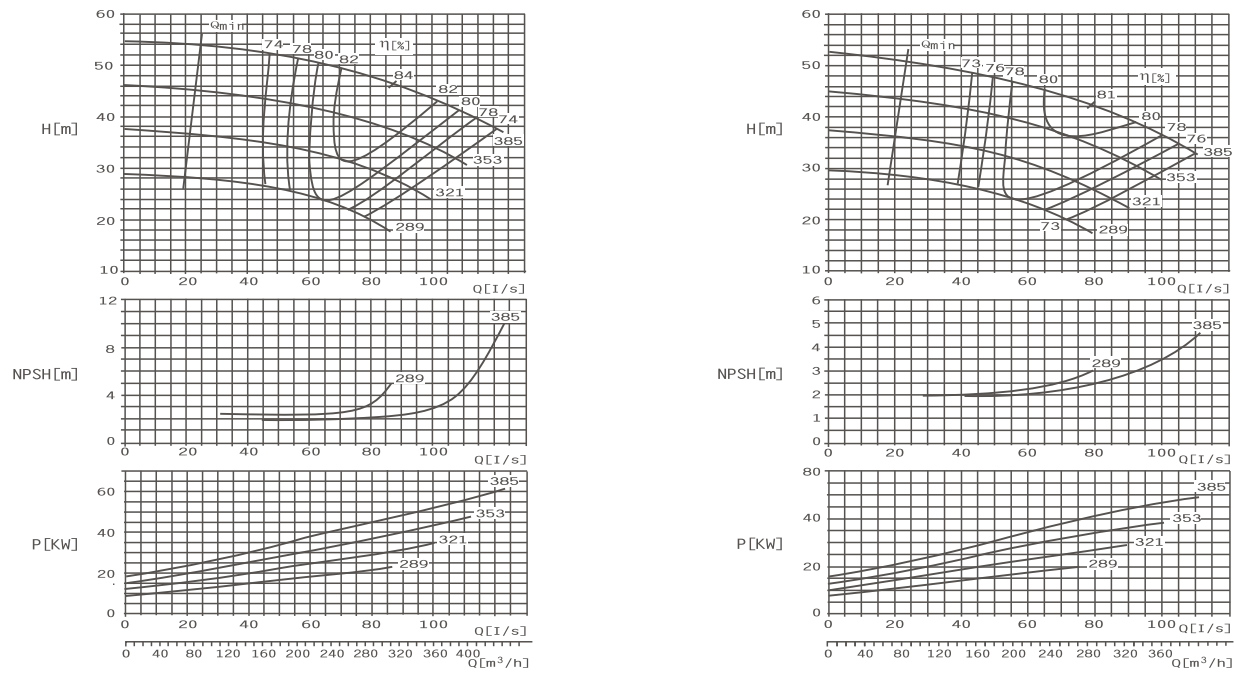 60
Qmin
74 78 80 82 η[%]
50
84
82
80
78
74
40
H[m]
385
353
30
321
20
289
10
0 20 40 60 80 100
Q[I/s]
12
385
8
NPSH[m]
289
4
0
0 20 40 60 80 100
Q[I/s]
385
60
353
40
P[KW]
321
289
20
0
0 20 40 60 80 100
Q[I/s]
0 40 80 120 160 200 240 280 320 360 400
Q[m³/h]
60
Qmin
50
73 76 78 80 η[%]
81
80
78
76
40
H[m]
385
30
353
321
20
73 289
10
0 20 40 60 80 100
Q[I/s]
6
5
385
4
NPSH[m]
289
3
2
1
0
0 20 40 60 80 100
Q[I/s]
80
385
353
40
P[KW]
321
289
20
0
0 20 40 60 80 100
Q[I/s]
0 40 80 120 160 200 240 280 320 360
Q[m³/h]